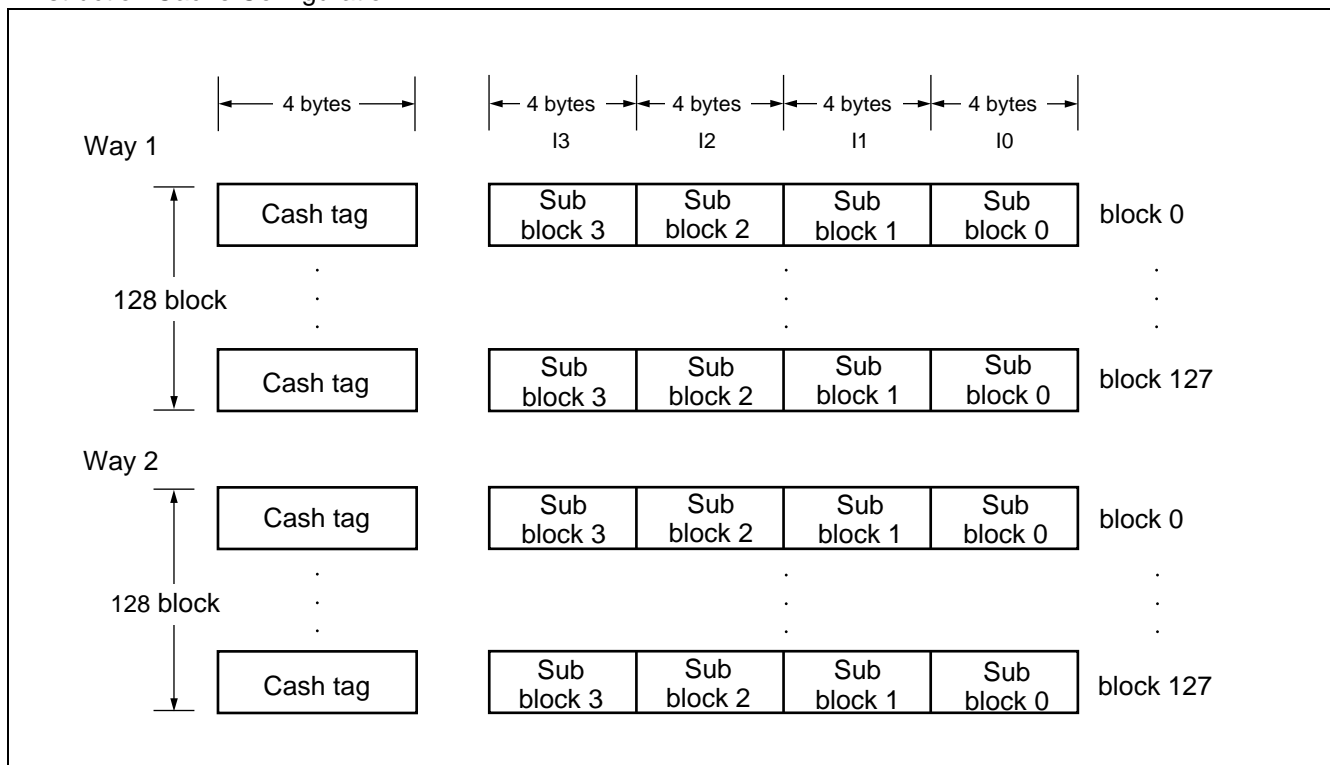 4 bytes 4 bytes 4 bytes 4 bytes 4 bytes
I3 I2 I1 I0
Way 1
Cash tag Sub block 3 Sub block 2 Sub block 1 Sub block 0 block 0
128 block
Cash tag Sub block 3 Sub block 2 Sub block 1 Sub block 0 block 127
Way 2
Cash tag Sub block 3 Sub block 2 Sub block 1 Sub block 0 block 0
128 block
Cash tag Sub block 3 Sub block 2 Sub block 1 Sub block 0 block 127